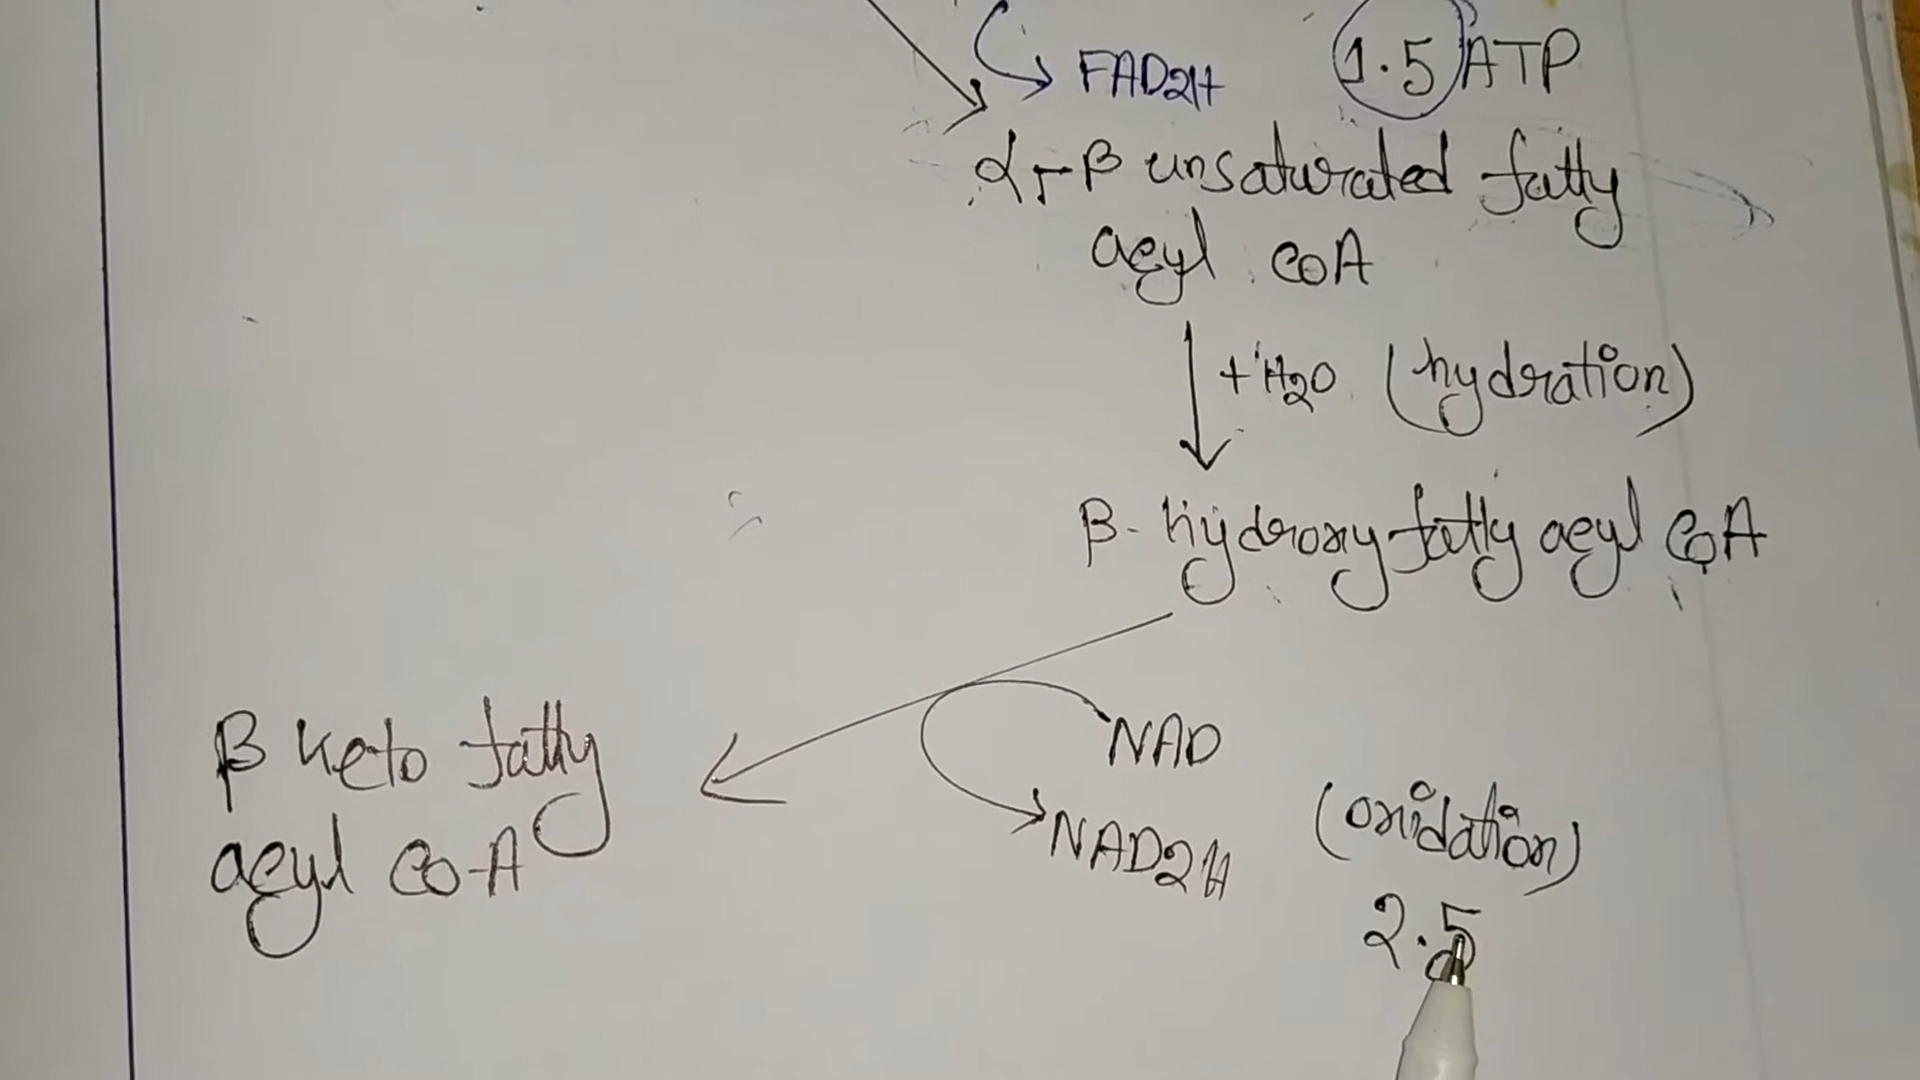 FAD2H 1.5 ATP
α-β unsaturated fatty
acyl coA
+H2O (hydration)
β-hydroxy fatty acyl CoA
NAD
β keto fatty
acyl Co-A
NAD2H (oxidation)
2.5